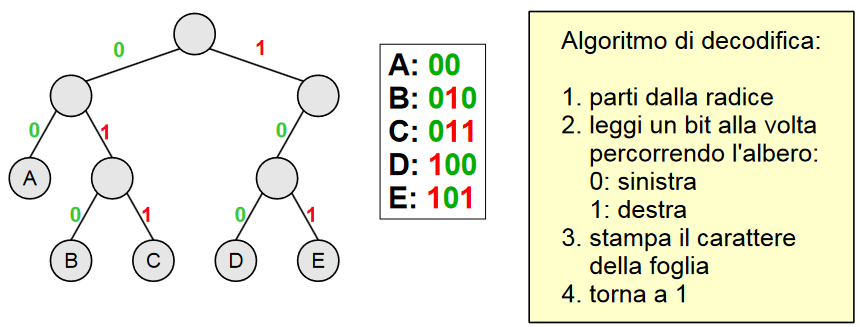 0
1
0
1
0
A
0
1
0
1
B
C
D
E
A: 00
B: 010
C: 011
D: 100
E: 101
Algoritmo di decodifica:
1. parti dalla radice
2. leggi un bit alla volta
percorrendo l'albero:
0: sinistra
1: destra
3. stampa il carattere
della foglia
4. torna a 1